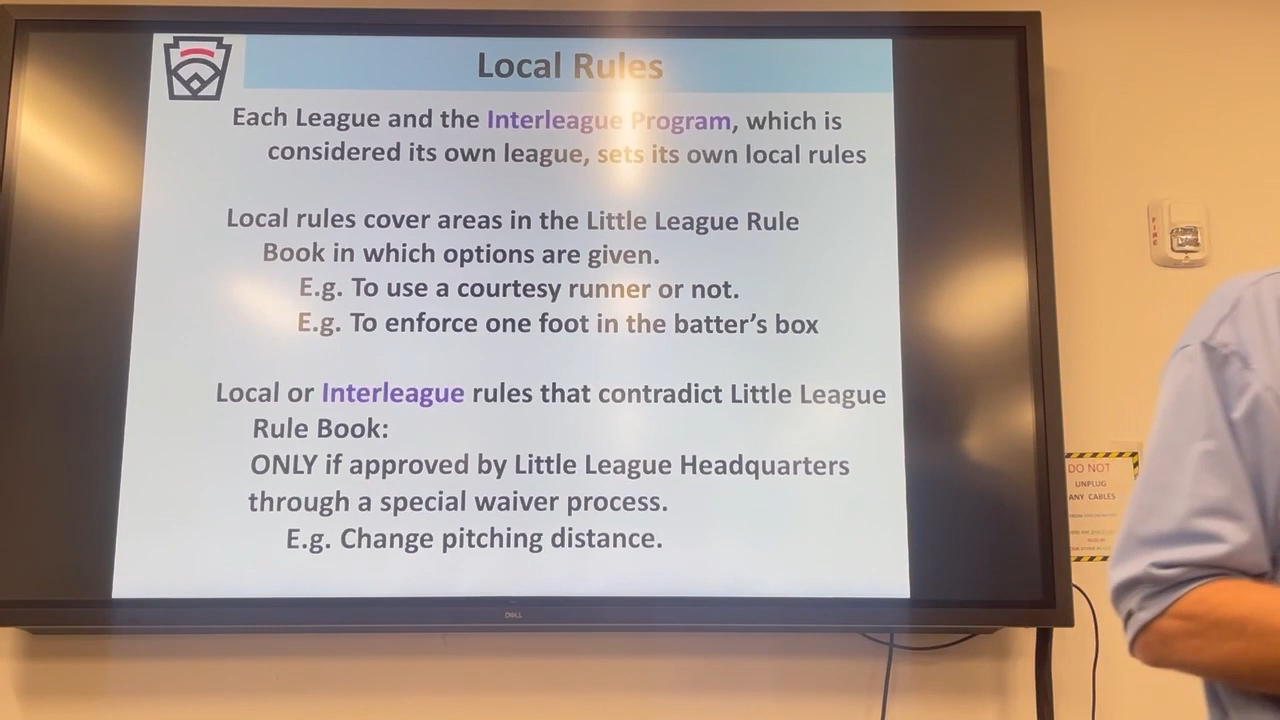 Local Rules
Each League and the Interleague Program, which is
considered its own league, sets its own local rules
Local rules cover areas in the Little League Rule
Book in which options are given.
E.g. To use a courtesy runner or not.
E.g. To enforce one foot in the batter’s box
Local or Interleague rules that contradict Little League
Rule Book:
ONLY if approved by Little League Headquarters
through a special waiver process.
E.g. Change pitching distance.
DELL
FIRE
DO NOT
UNPLUG
ANY CABLES